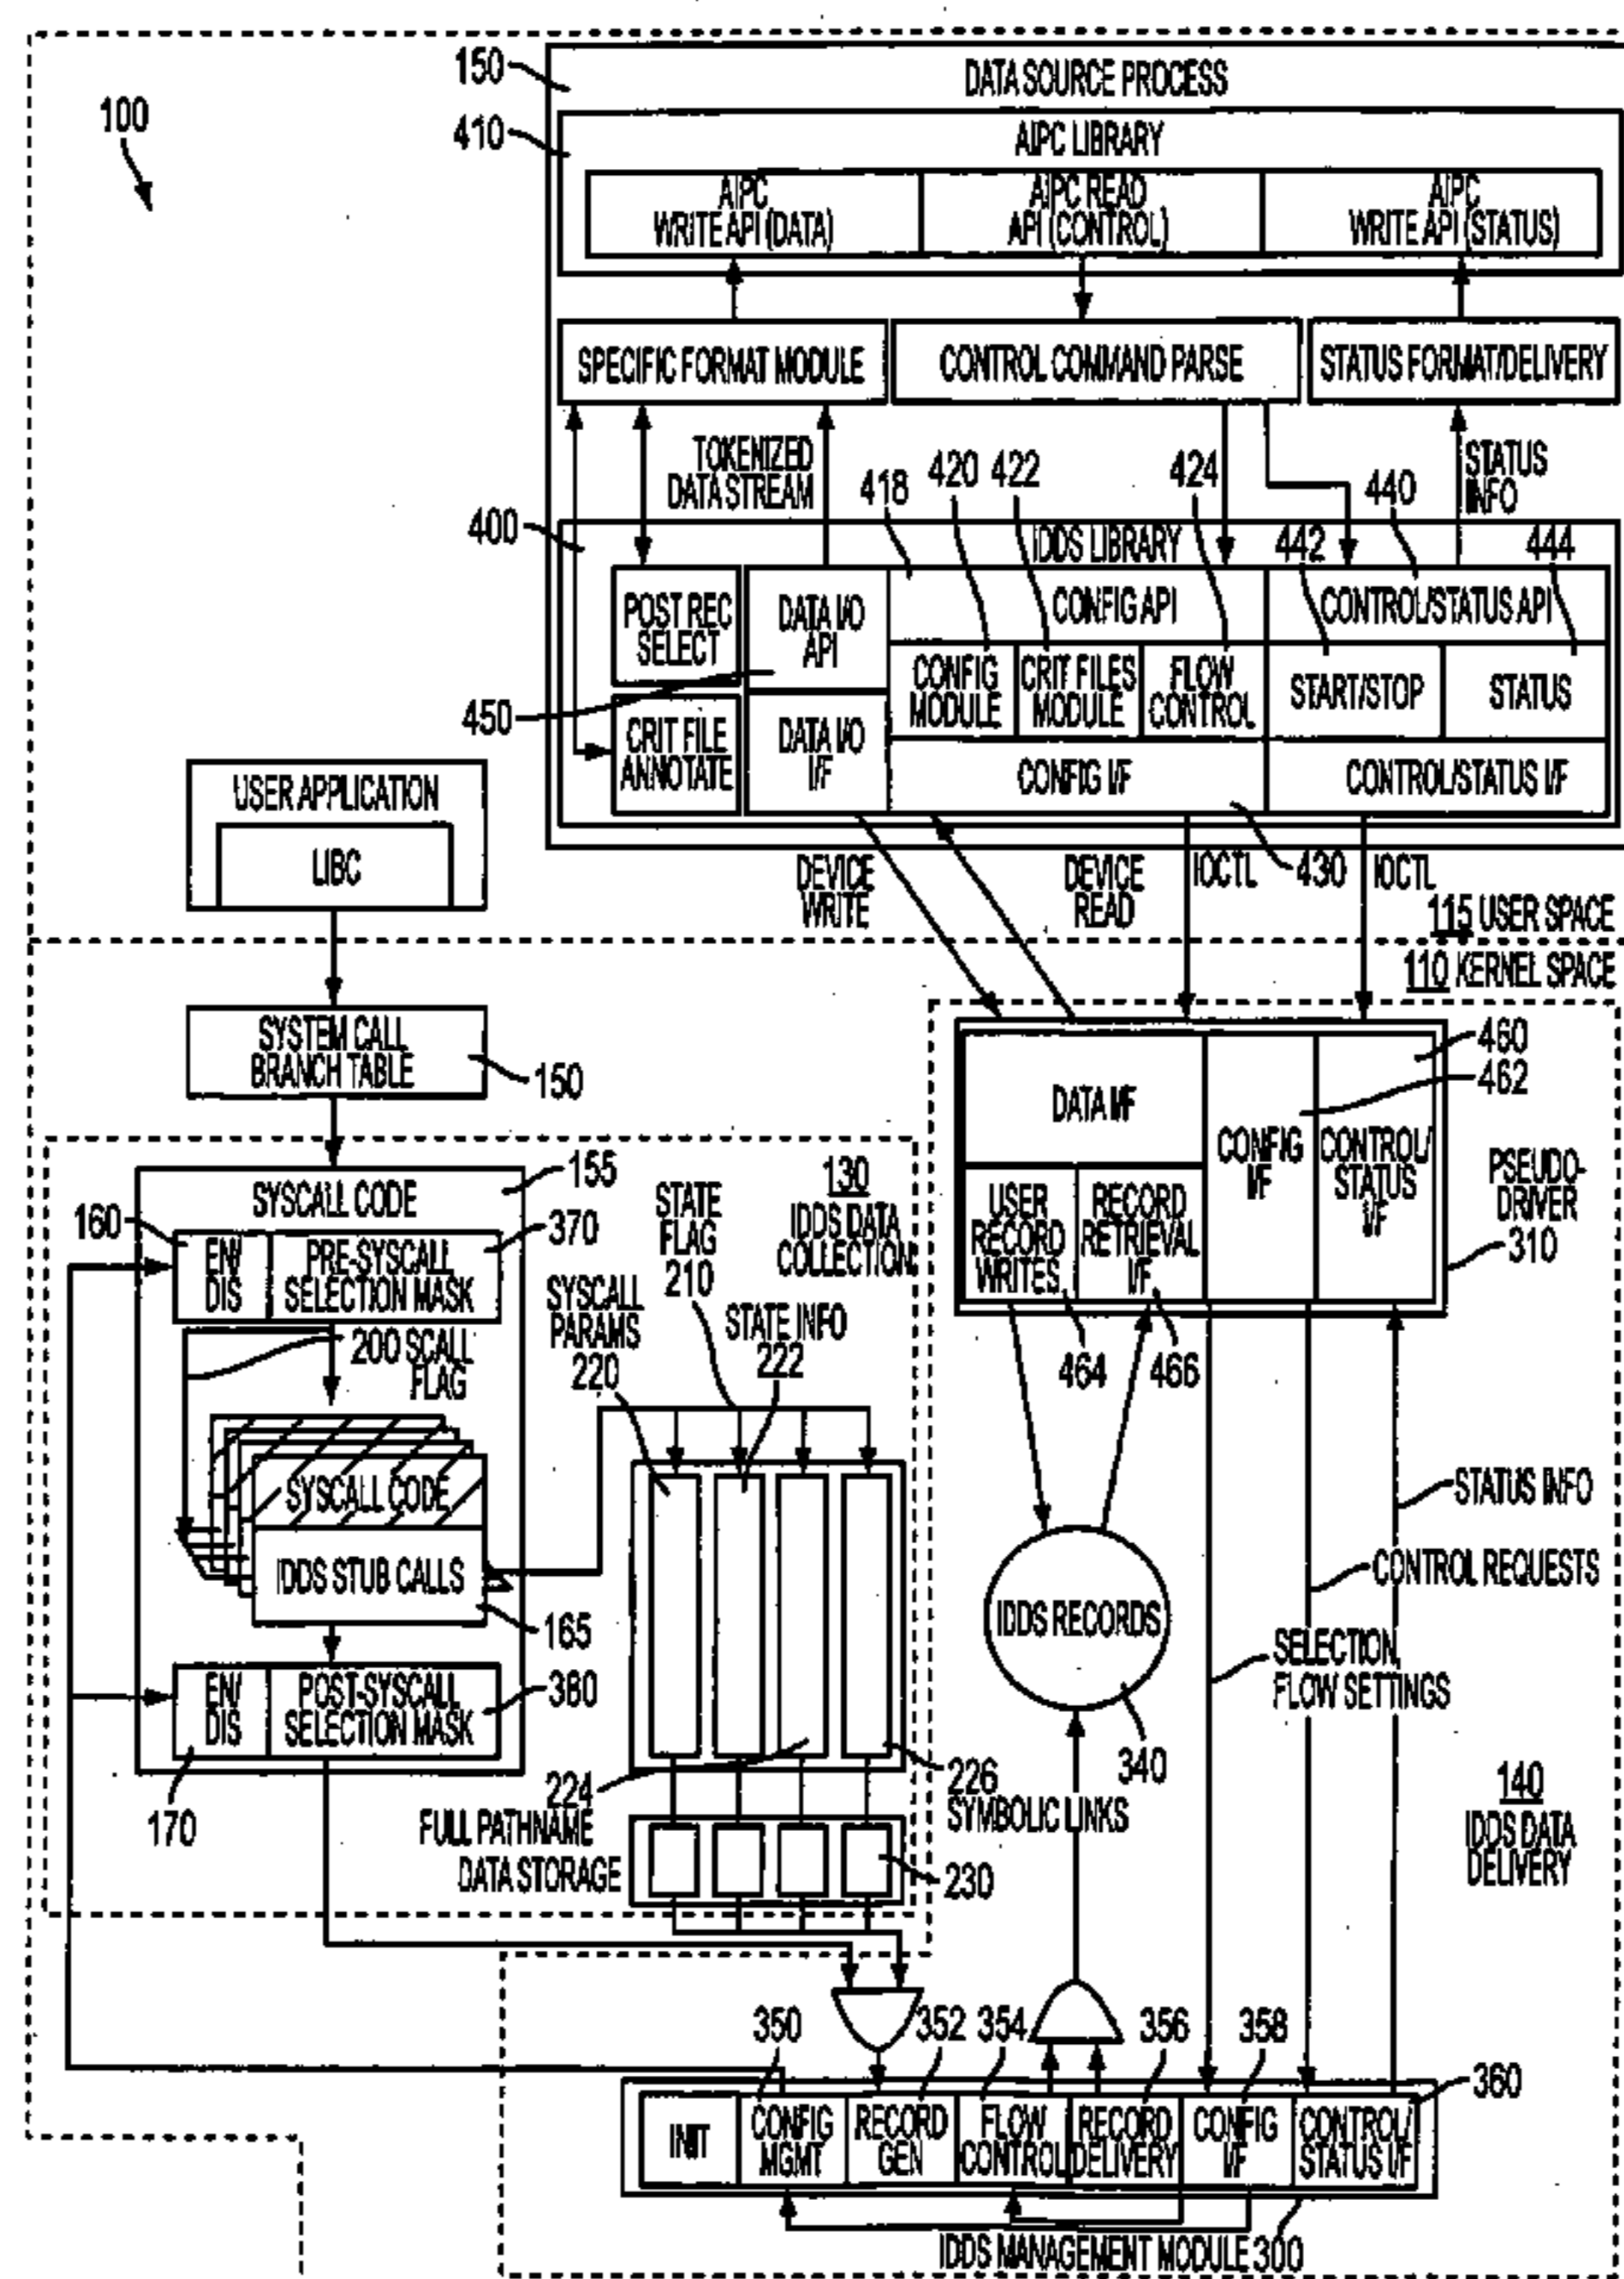 100
150
DATA SOURCE PROCESS
410
AIPC LIBRARY
AIPC
WRITE API (DATA)
AIPC READ
API (CONTROL)
AIPC
WRITE API (STATUS)
SPECIFIC FORMAT MODULE
CONTROL COMMAND PARSE
STATUS FORMAT/DELIVERY
TOKENIZED
DATA STREAM
418
420
422
424
STATUS
INFO
440
400
IDDS LIBRARY
442
444
POST REC
SELECT
DATA I/O
API
CONFIG API
CONTROL/STATUS API
CONFIG
MODULE
CRIT FILES
MODULE
FLOW
CONTROL
START/STOP
STATUS
450
CRIT FILE
ANNOTATE
DATA I/O
I/F
CONFIG I/F
CONTROL/STATUS I/F
USER APPLICATION
LIBC
DEVICE
WRITE
DEVICE
READ
IOCTL
430
IOCTL
115 USER SPACE
110 KERNEL SPACE
SYSTEM CALL
BRANCH TABLE
150
460
462
DATA I/F
CONFIG
I/F
CONTROL/
STATUS
I/F
PSEUDO-
DRIVER
310
USER
RECORD
WRITES
RECORD
RETRIEVAL
I/F
464
466
155
SYSCALL CODE
160
EN/
DIS
PRE-SYSCALL
SELECTION MASK
370
130
IDDS DATA
COLLECTION
STATE
FLAG
210
SYSCALL
PARAMS
220
STATE INFO
222
200 SCALL
FLAG
SYSCALL CODE
IDDS STUB CALLS
165
EN/
DIS
POST-SYSCALL
SELECTION MASK
380
170
224
FULL PATHNAME
226
SYMBOLIC LINKS
DATA STORAGE
230
IDDS RECORDS
340
STATUS INFO
CONTROL REQUESTS
SELECTION,
FLOW SETTINGS
140
IDDS DATA
DELIVERY
350
352
354
356
358
360
INIT
CONFIG
MGMT
RECORD
GEN
FLOW
CONTROL
RECORD
DELIVERY
CONFIG
I/F
CONTROL/
STATUS I/F
IDDS MANAGEMENT MODULE 300